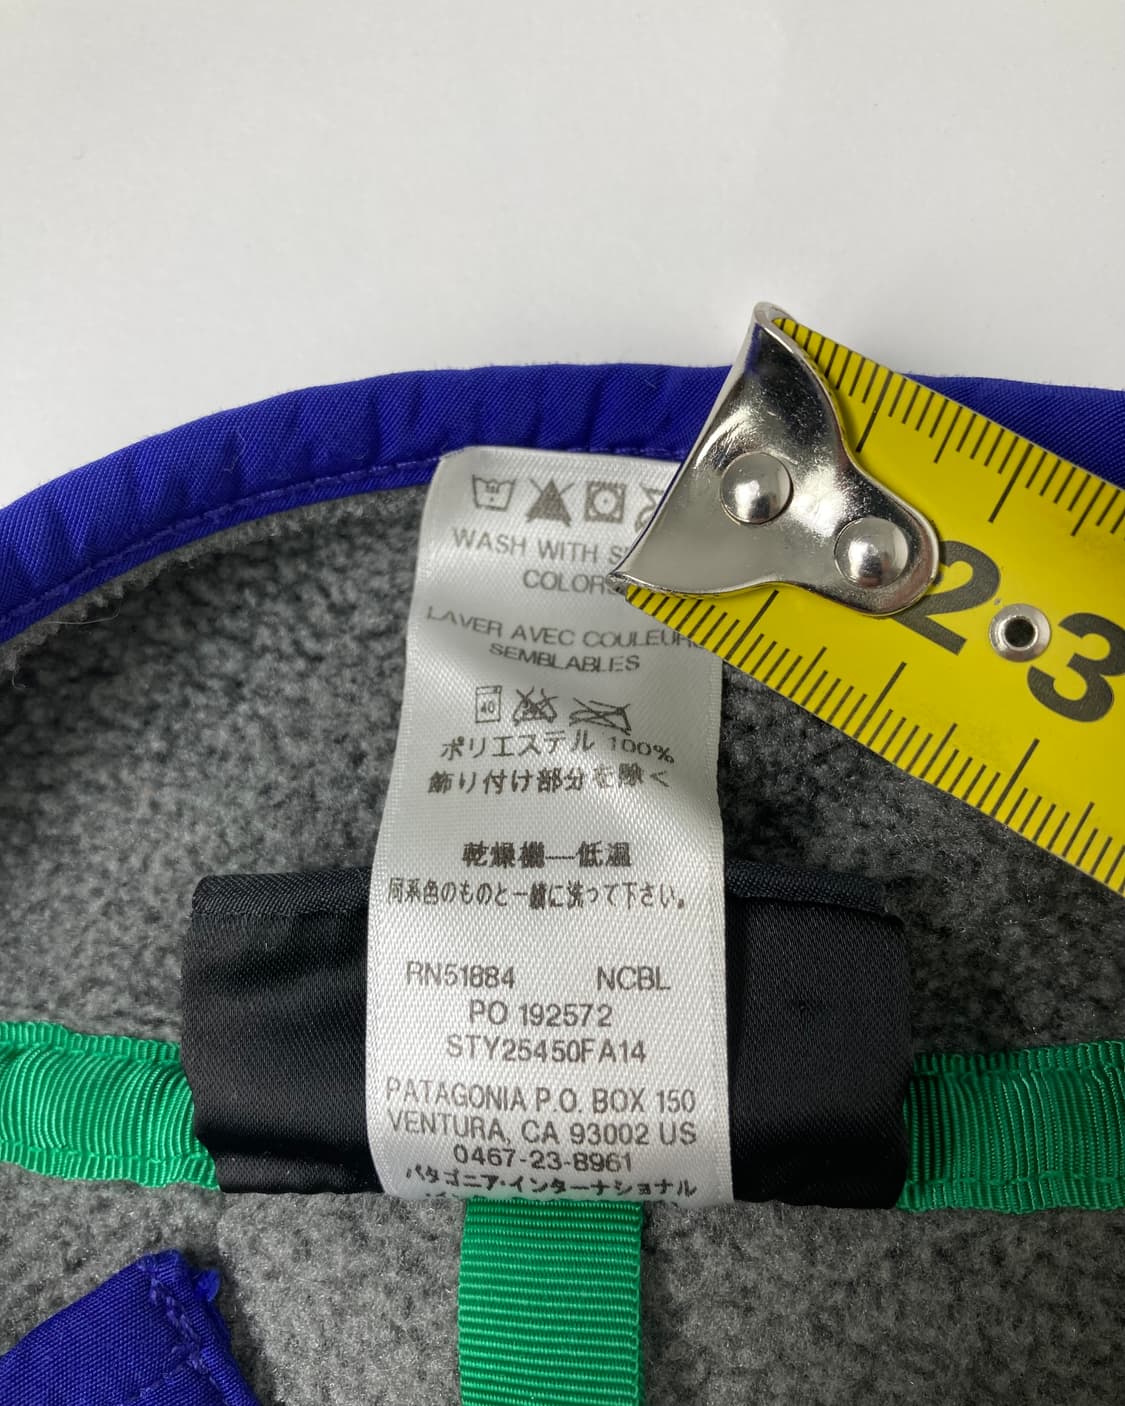 WASH WITH
COLORS
LAVER AVEC COULEURS
SEMBLABLES
40
ポリエステル 100%
飾り付け部分を除く
乾燥機—低温
同系色のものと一緒に洗って下さい。
RN51884 NCBL
PO 192572
STY25450FA14
PATAGONIA P.O. BOX 150
VENTURA, CA 93002 US
0467-23-8961
パタゴニア・インターナショナル
2 3